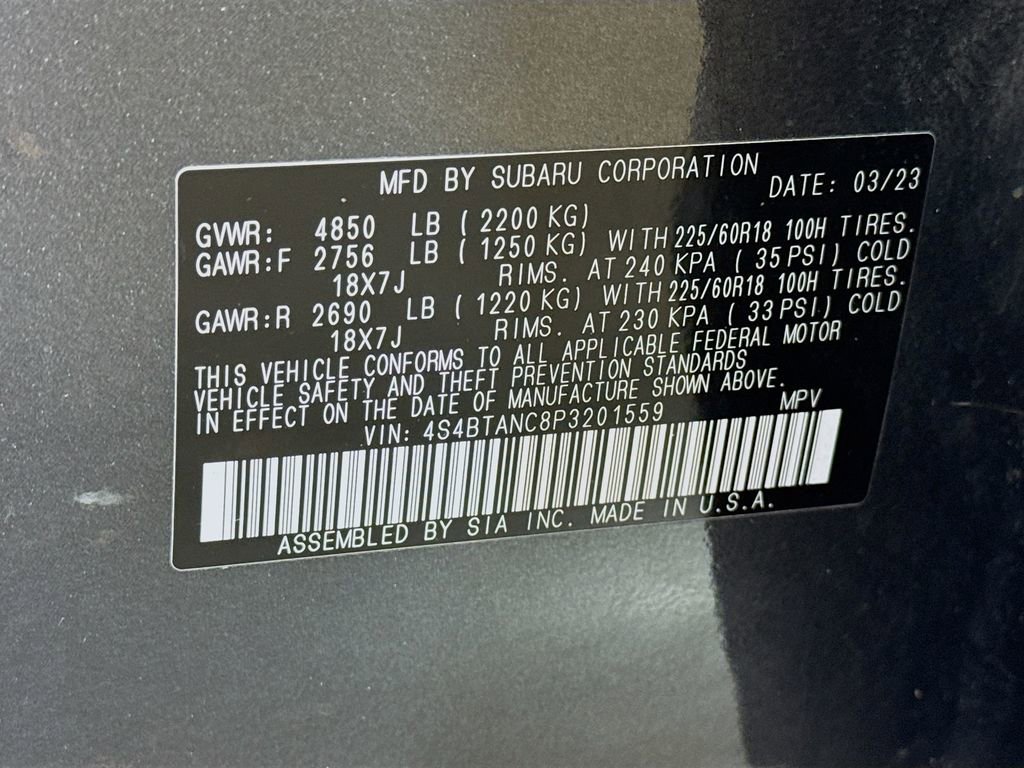 MFD BY SUBARU CORPORATION DATE: 03/23
GVWR: 4850 LB ( 2200 KG)
GAWR:F 2756 LB ( 1250 KG) WITH 225/60R18 100H TIRES.
18X7J RIMS. AT 240 KPA ( 35 PSI) COLD
GAWR:R 2690 LB ( 1220 KG) WITH 225/60R18 100H TIRES.
18X7J RIMS. AT 230 KPA ( 33 PSI) COLD
THIS VEHICLE CONFORMS TO ALL APPLICABLE FEDERAL MOTOR
VEHICLE SAFETY AND THEFT PREVENTION STANDARDS
IN EFFECT ON THE DATE OF MANUFACTURE SHOWN ABOVE.
VIN: 4S4BTANC8P3201559 MPV
ASSEMBLED BY SIA INC. MADE IN U.S.A.